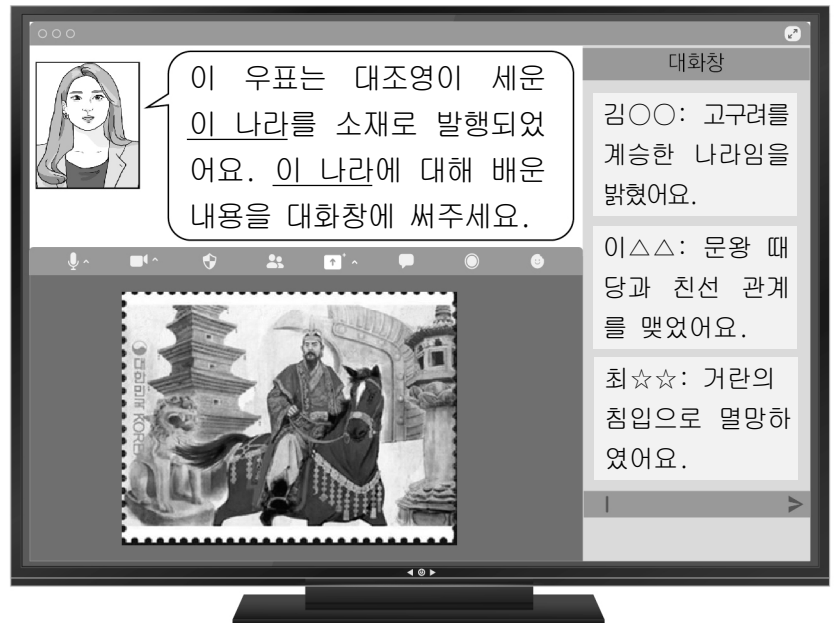 이 우표는 대조영이 세운
이 나라를 소재로 발행되었
어요. 이 나라에 대해 배운
내용을 대화창에 써주세요.
대화창
김○○: 고구려를
계승한 나라임을
밝혔어요.
이△△: 문왕 때
당과 친선 관계
를 맺었어요.
최☆☆: 거란의
침입으로 멸망하
였어요.
대한민국 KOREA